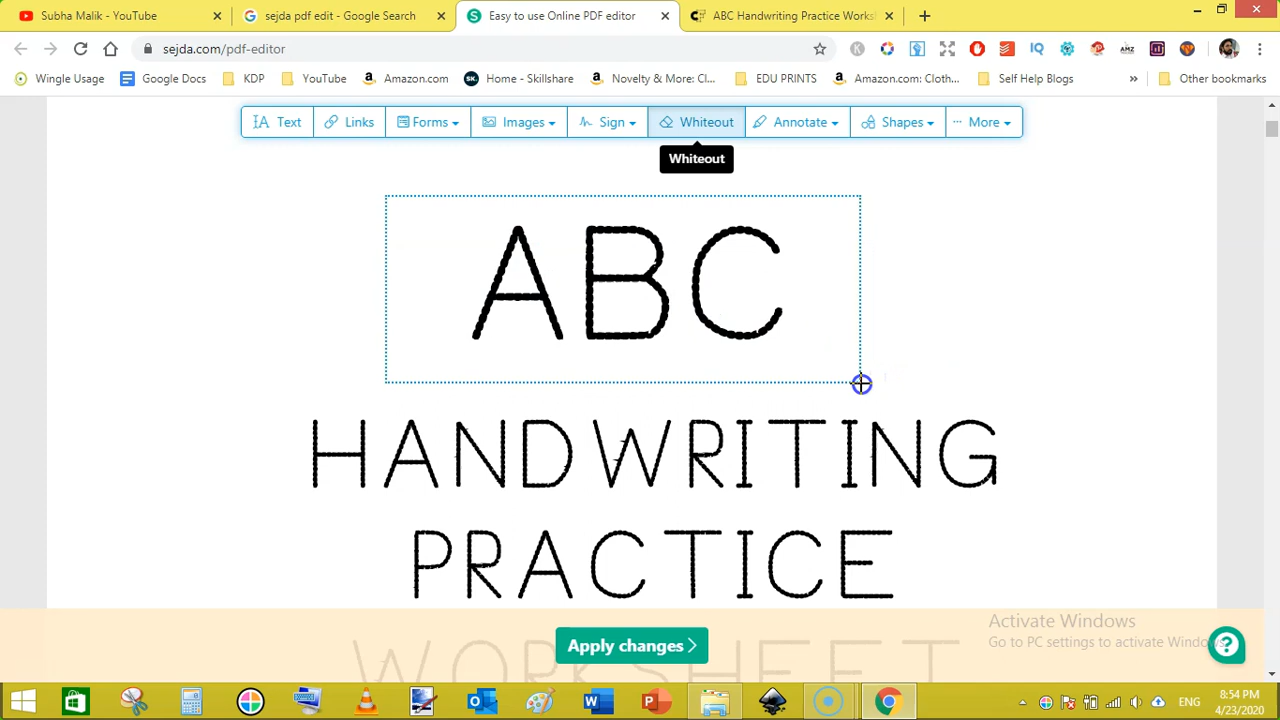 Subha Malik - YouTube
sejda pdf edit - Google Search
Easy to use Online PDF editor
ABC Handwriting Practice Works
sejda.com/pdf-editor
Wingle Usage
Google Docs
KDP
YouTube
Amazon.com
Home - Skillshare
Novelty & More: Cl...
EDU PRINTS
Amazon.com: Cloth...
Self Help Blogs
Other bookmarks
Text
Links
Forms
Images
Sign
Whiteout
Annotate
Shapes
More
Whiteout
ABC
HANDWRITING
PRACTICE
WORKSHEET
Apply changes
Activate Windows
Go to PC settings to activate Windows.
ENG
8:54 PM
4/23/2020